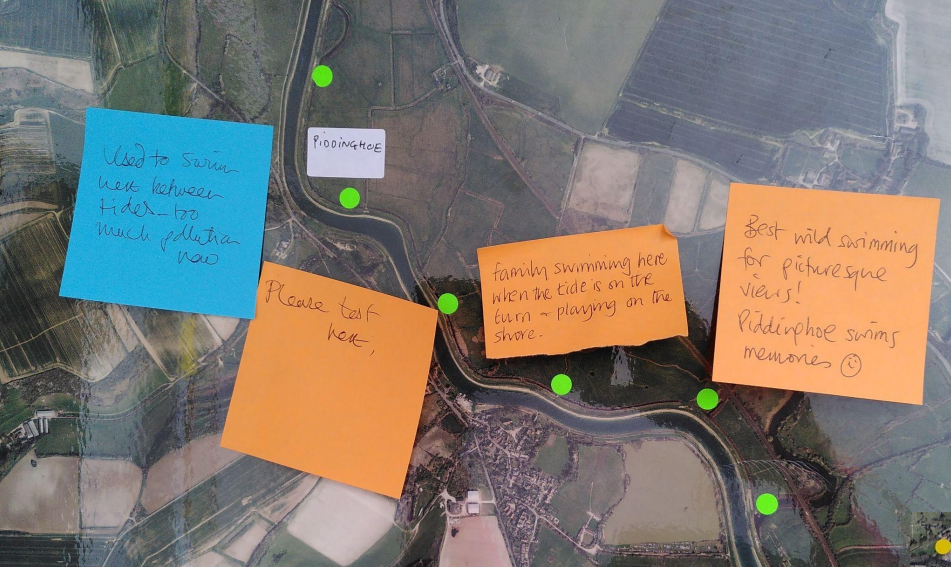 PiDDiNGHOE
Used to swim
here between
tides - too
much pollution
now
Please test
here,
family swimming here
when the tide is on the
turn + playing on the
shore.
Best wild swimming
for picturesque
views!
Piddinghoe swims
memories ☺